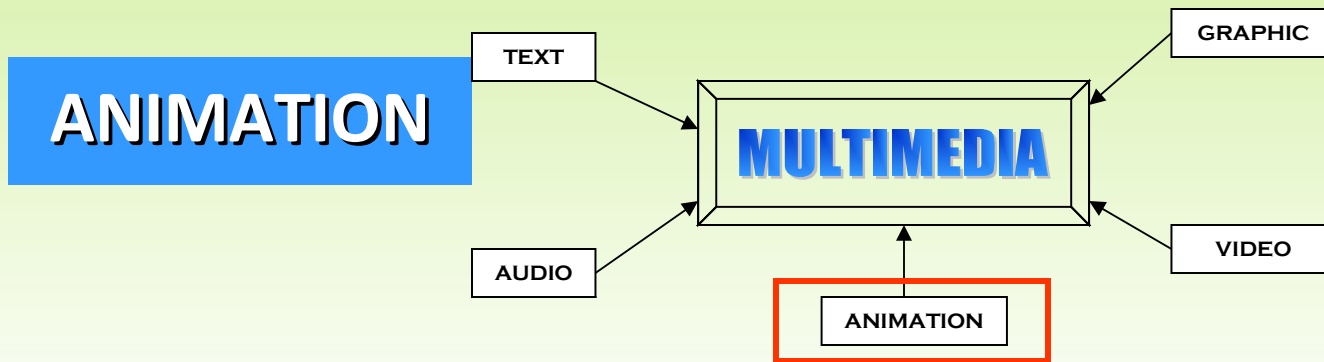 ANIMATION
TEXT
GRAPHIC
MULTIMEDIA
AUDIO
VIDEO
ANIMATION